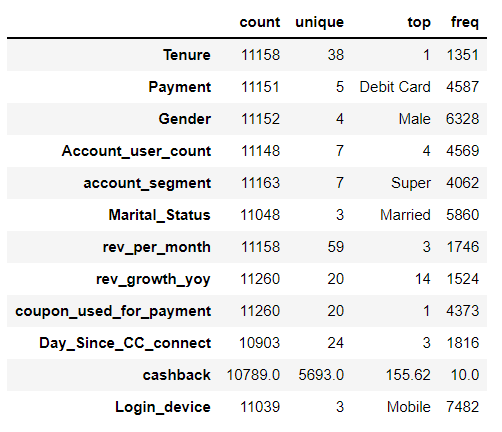 count unique top freq
Tenure 11158 38 1 1351
Payment 11151 5 Debit Card 4587
Gender 11152 4 Male 6328
Account_user_count 11148 7 4 4569
account_segment 11163 7 Super 4062
Marital_Status 11048 3 Married 5860
rev_per_month 11158 59 3 1746
rev_growth_yoy 11260 20 14 1524
coupon_used_for_payment 11260 20 1 4373
Day_Since_CC_connect 10903 24 3 1816
cashback 10789.0 5693.0 155.62 10.0
Login_device 11039 3 Mobile 7482